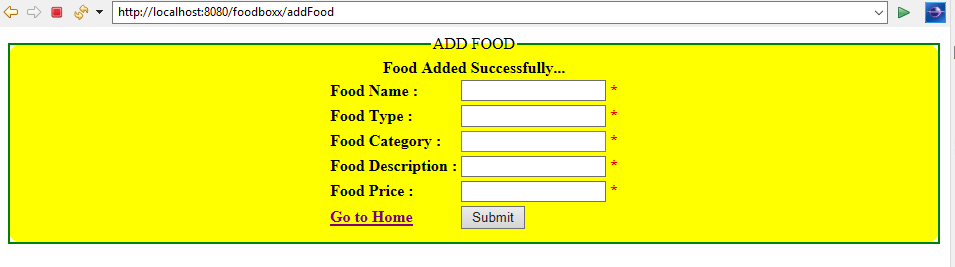 http://localhost:8080/foodboxx/addFood
ADD FOOD
Food Added Successfully...
Food Name : *
Food Type : *
Food Category : *
Food Description : *
Food Price : *
Go to Home Submit